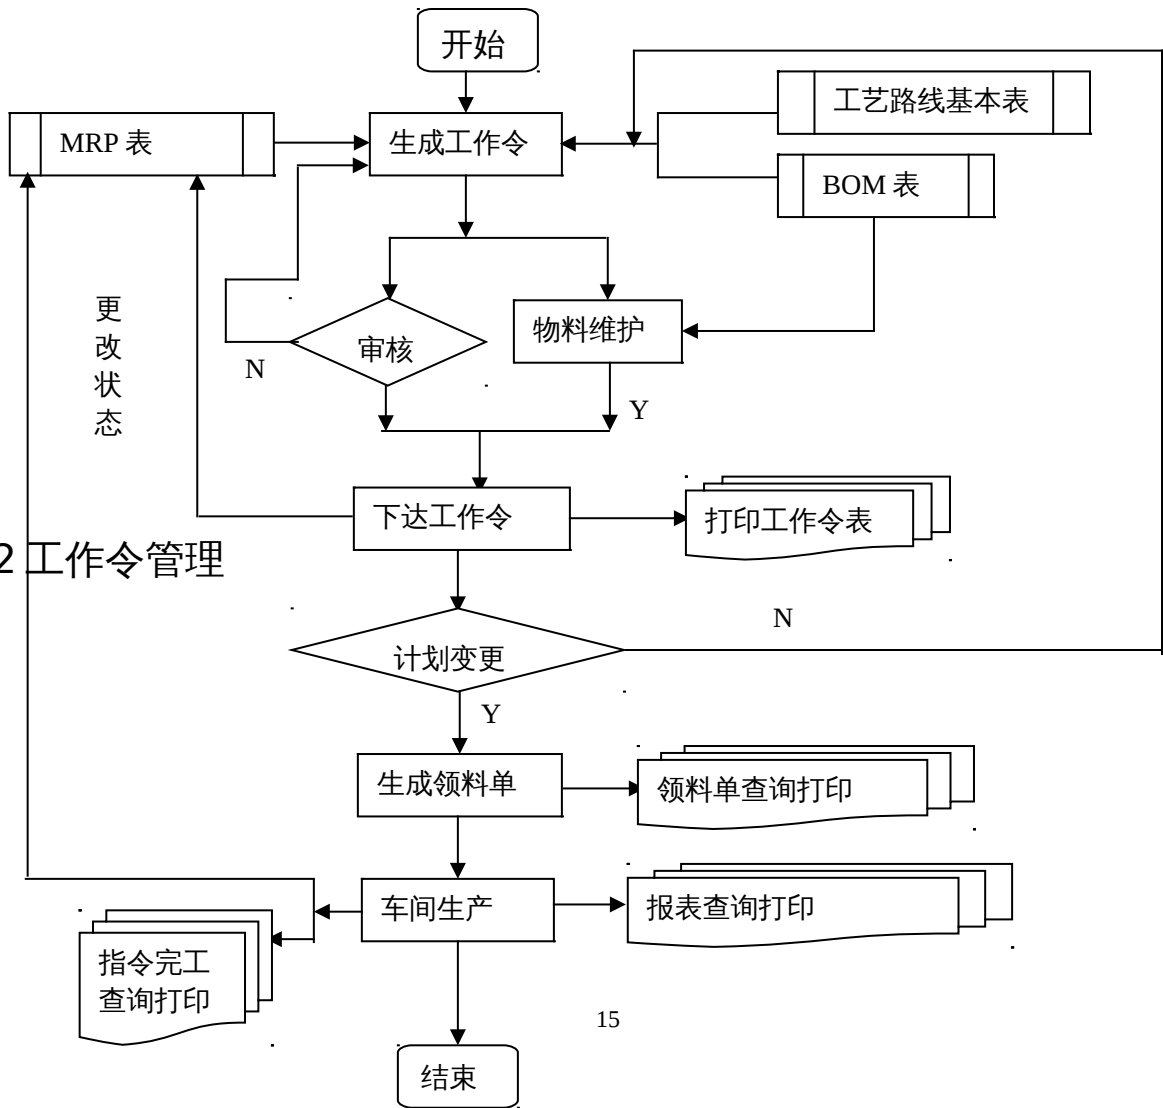 开始
工艺路线基本表
MRP 表
生成工作令
BOM 表
更
改
状
态
物料维护
审核
N
Y
下达工作令
打印工作令表
2 工作令管理
N
计划变更
Y
生成领料单
领料单查询打印
车间生产
报表查询打印
指令完工
查询打印
15
结束